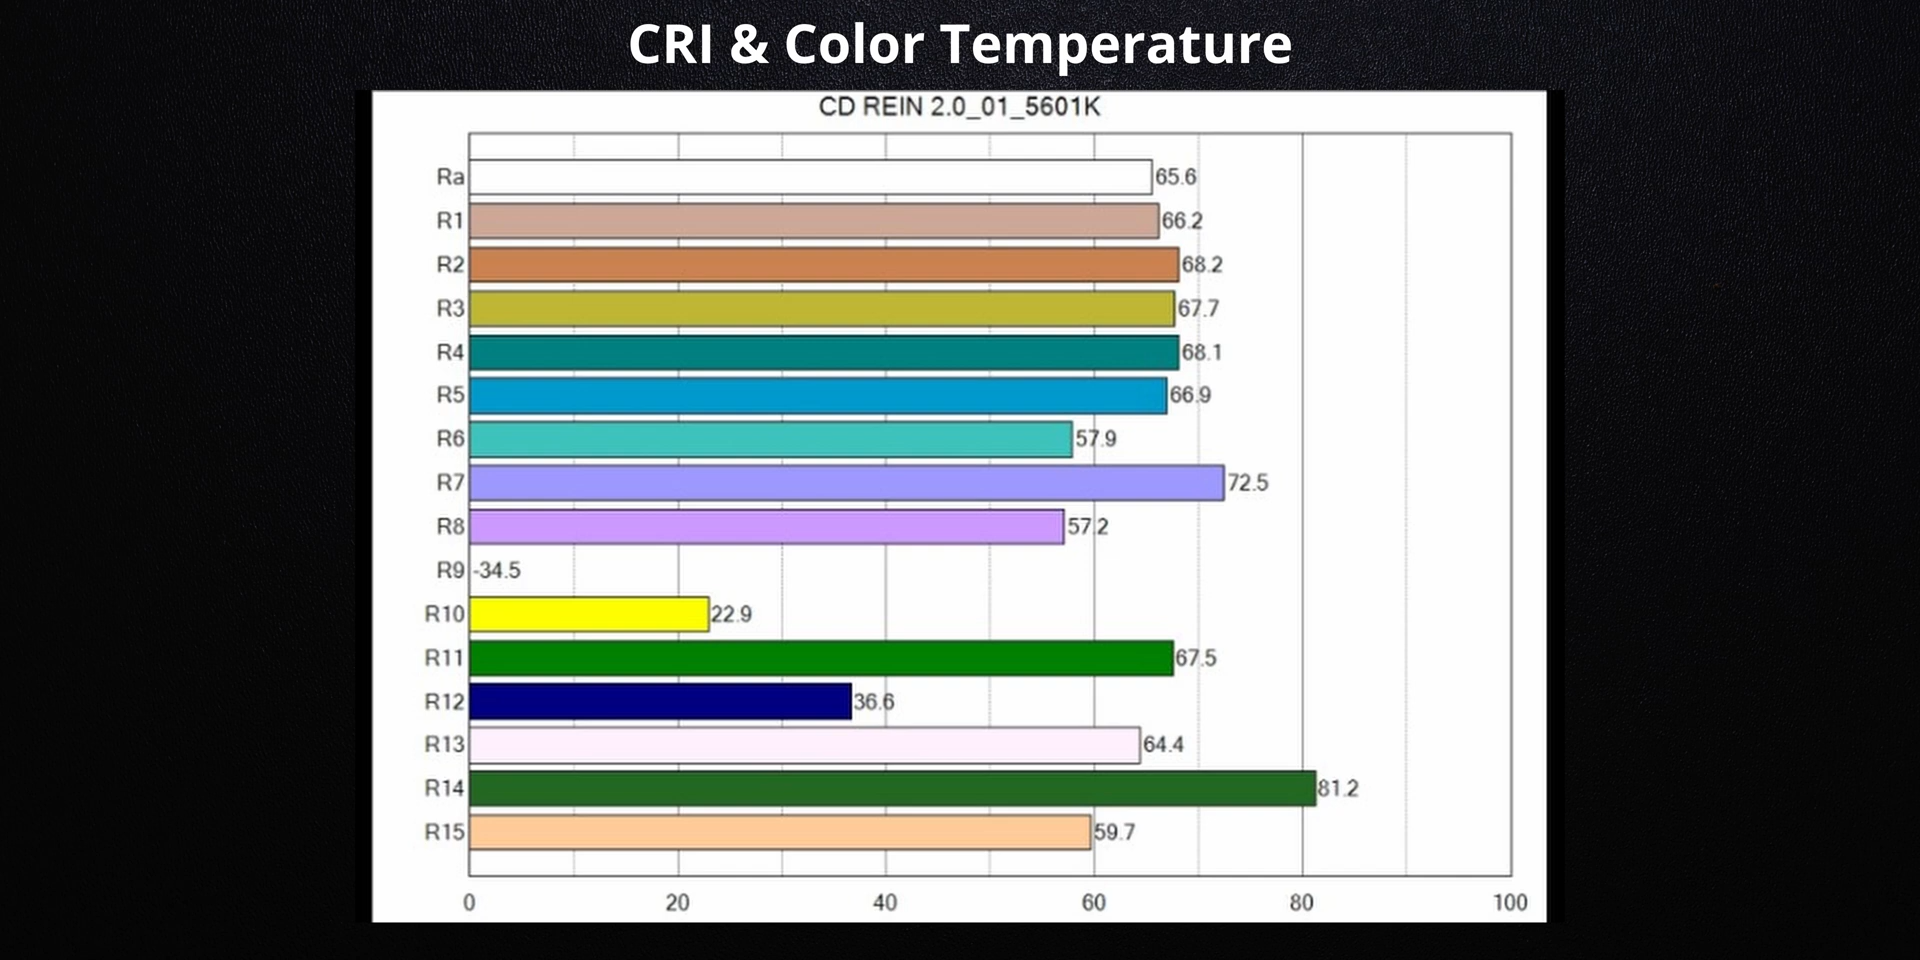 CRI & Color Temperature
CD REIN 2.0_01_5601K
Ra 65.6
R1 66.2
R2 68.2
R3 67.7
R4 68.1
R5 66.9
R6 57.9
R7 72.5
R8 57.2
R9 -34.5
R10 22.9
R11 67.5
R12 36.6
R13 64.4
R14 81.2
R15 59.7
0 20 40 60 80 100